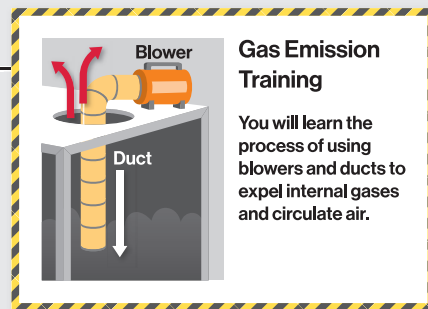 Blower
Duct
Gas Emission
Training
You will learn the
process of using
blowers and ducts to
expel internal gases
and circulate air.